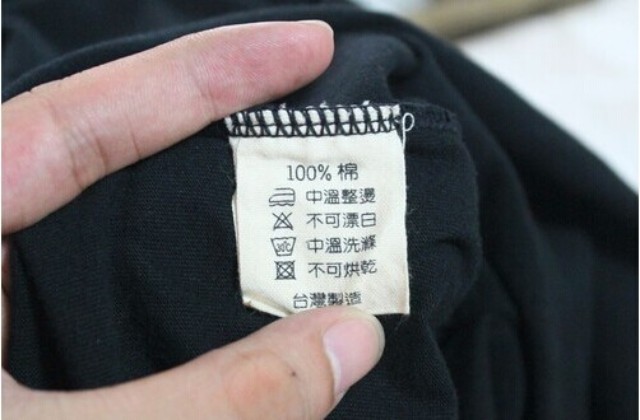 100% 棉
中溫整燙
不可漂白
中溫洗滌
不可烘乾
台灣製造